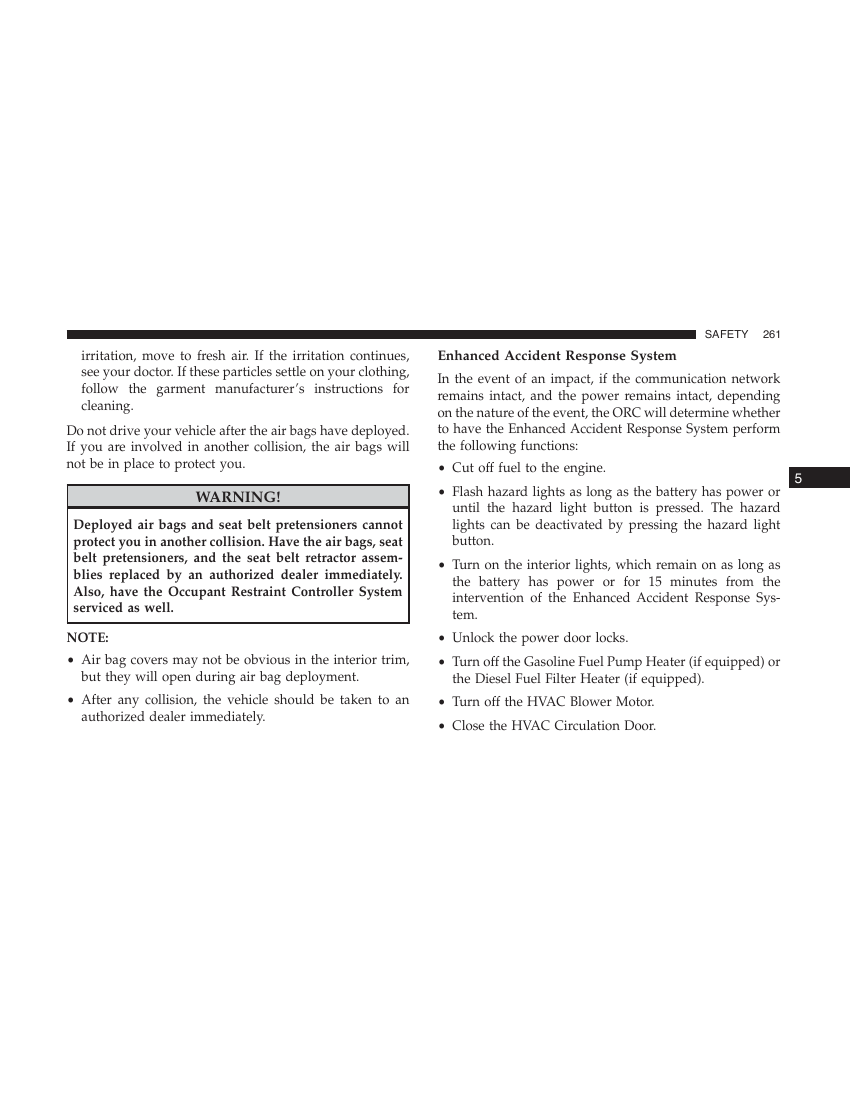 SAFETY 261
irritation, move to fresh air. If the irritation continues,
see your doctor. If these particles settle on your clothing,
follow the garment manufacturer’s instructions for
cleaning.
Do not drive your vehicle after the air bags have deployed.
If you are involved in another collision, the air bags will
not be in place to protect you.
WARNING!
Deployed air bags and seat belt pretensioners cannot
protect you in another collision. Have the air bags, seat
belt pretensioners, and the seat belt retractor assem-
blies replaced by an authorized dealer immediately.
Also, have the Occupant Restraint Controller System
serviced as well.
NOTE:
• Air bag covers may not be obvious in the interior trim,
but they will open during air bag deployment.
• After any collision, the vehicle should be taken to an
authorized dealer immediately.
Enhanced Accident Response System
In the event of an impact, if the communication network
remains intact, and the power remains intact, depending
on the nature of the event, the ORC will determine whether
to have the Enhanced Accident Response System perform
the following functions:
• Cut off fuel to the engine.
• Flash hazard lights as long as the battery has power or
until the hazard light button is pressed. The hazard
lights can be deactivated by pressing the hazard light
button.
• Turn on the interior lights, which remain on as long as
the battery has power or for 15 minutes from the
intervention of the Enhanced Accident Response Sys-
tem.
• Unlock the power door locks.
• Turn off the Gasoline Fuel Pump Heater (if equipped) or
the Diesel Fuel Filter Heater (if equipped).
• Turn off the HVAC Blower Motor.
• Close the HVAC Circulation Door.
5